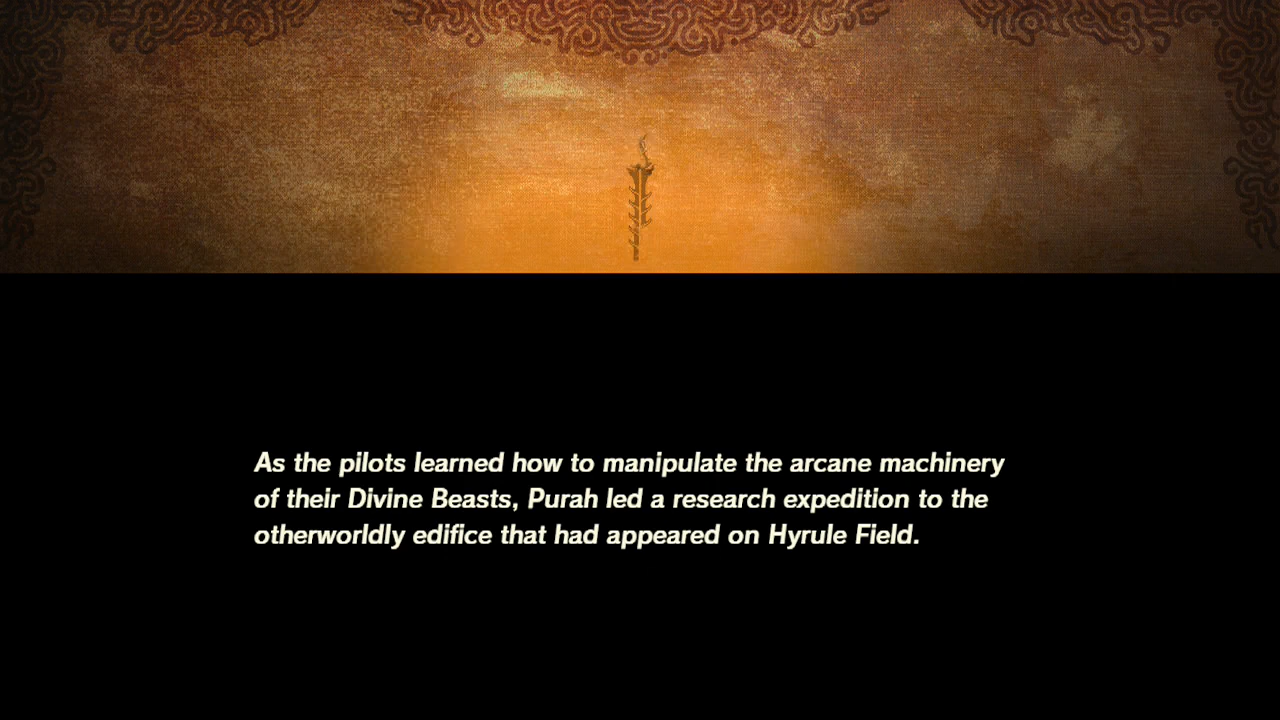 As the pilots learned how to manipulate the arcane machinery
of their Divine Beasts, Purah led a research expedition to the
otherworldly edifice that had appeared on Hyrule Field.